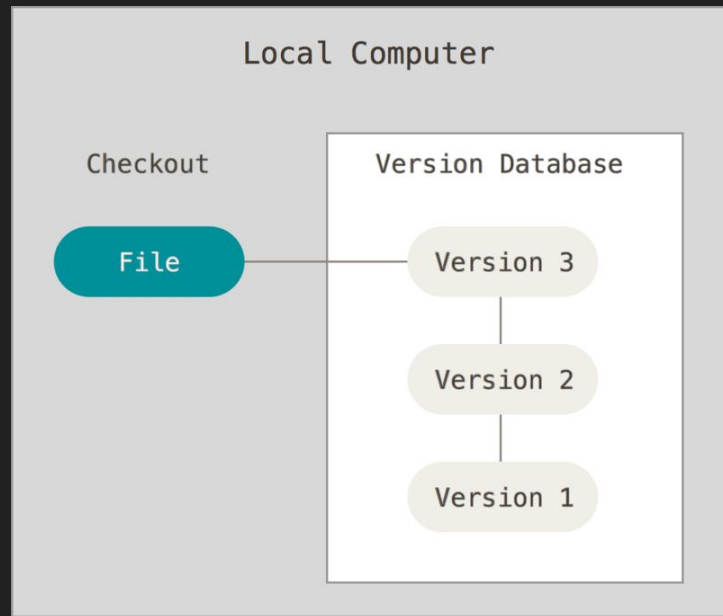 Local Computer
Checkout
Version Database
File
Version 3
Version 2
Version 1